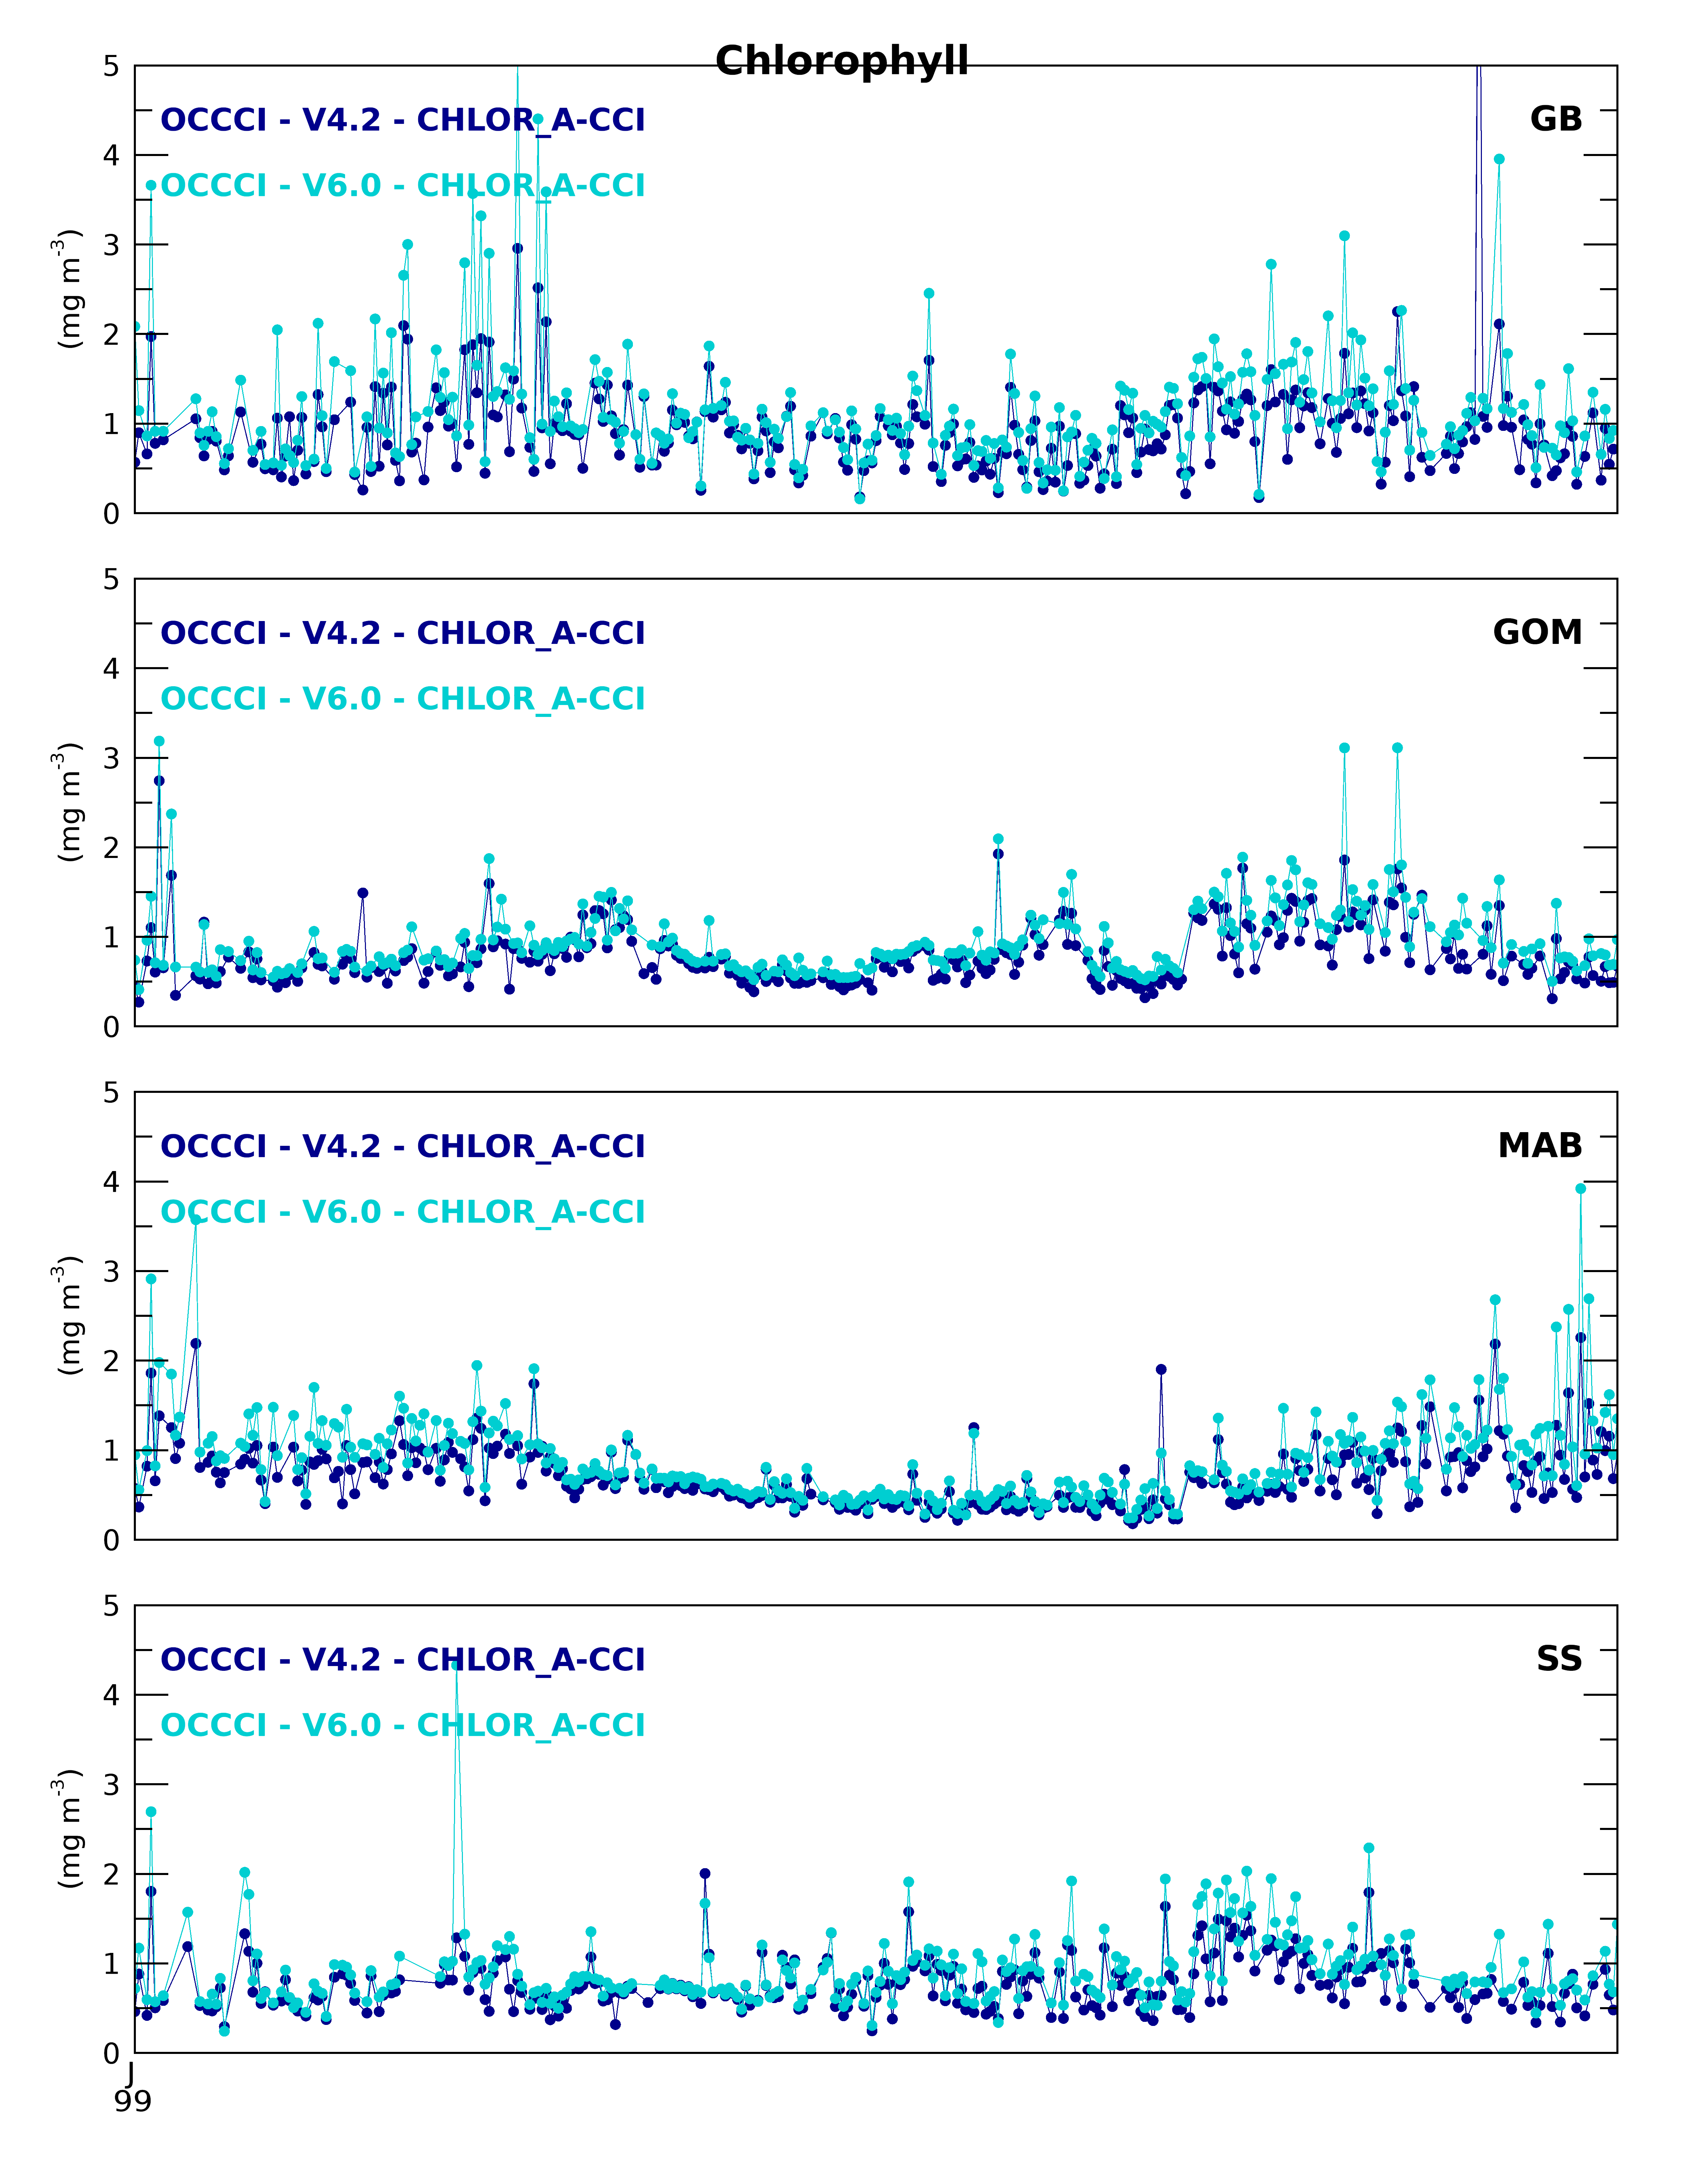 Chlorophyll
5
OCCCI - V4.2 - CHLOR_A-CCI
GB
4
OCCCI - V6.0 - CHLOR_A-CCI
3
(mg m-3)
2
1
0
5
OCCCI - V4.2 - CHLOR_A-CCI
GOM
4
OCCCI - V6.0 - CHLOR_A-CCI
3
(mg m-3)
2
1
0
5
OCCCI - V4.2 - CHLOR_A-CCI
MAB
4
OCCCI - V6.0 - CHLOR_A-CCI
3
(mg m-3)
2
1
0
5
OCCCI - V4.2 - CHLOR_A-CCI
SS
4
OCCCI - V6.0 - CHLOR_A-CCI
3
(mg m-3)
2
1
0
J
99